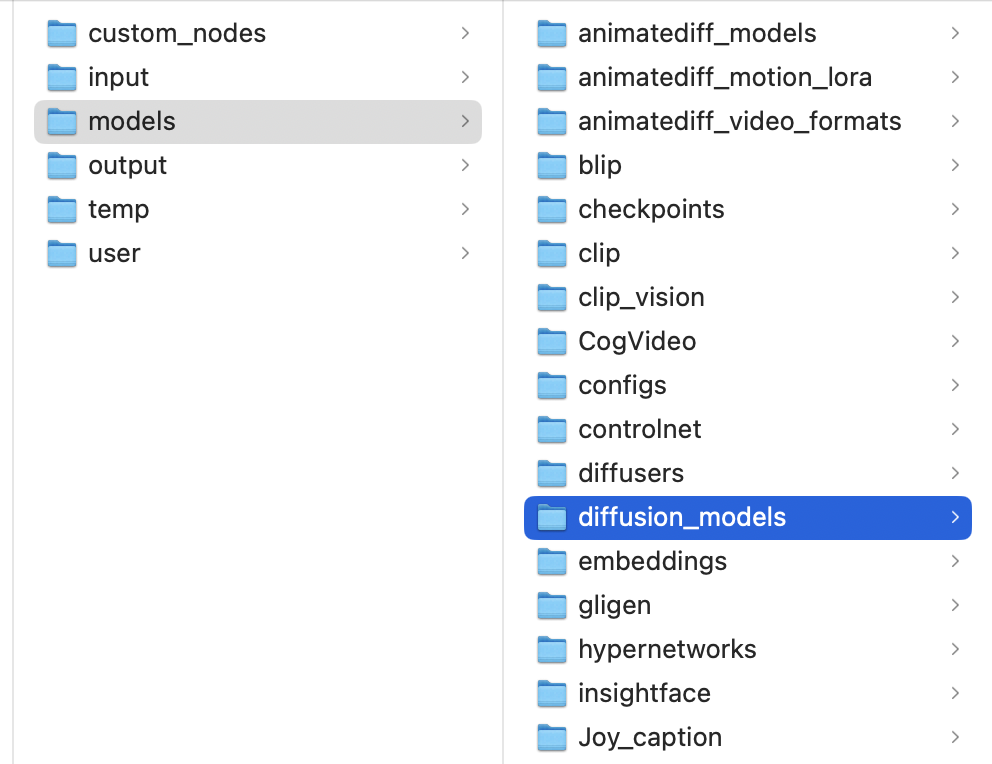 custom_nodes
input
models
output
temp
user
animatediff_models
animatediff_motion_lora
animatediff_video_formats
blip
checkpoints
clip
clip_vision
CogVideo
configs
controlnet
diffusers
diffusion_models
embeddings
gligen
hypernetworks
insightface
Joy_caption